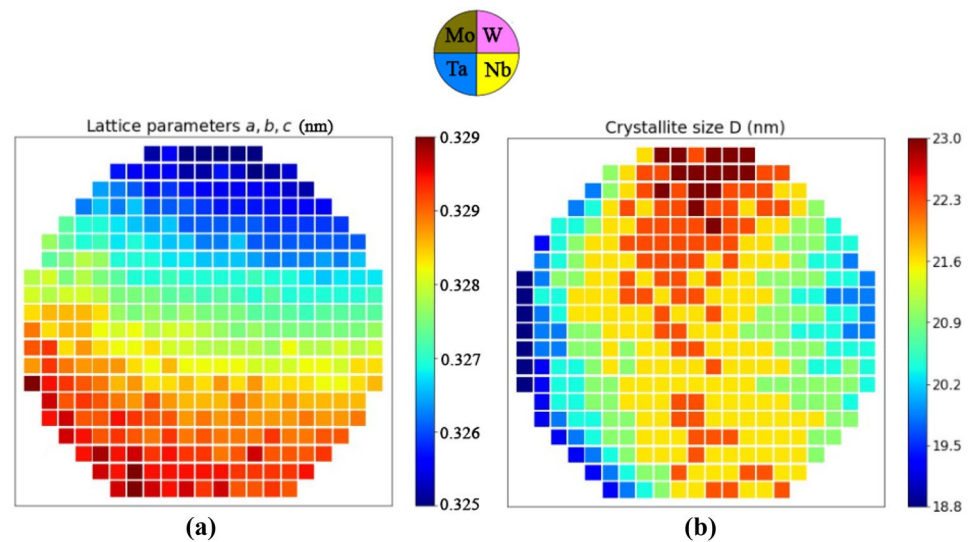 Mo W
Ta Nb
Lattice parameters a, b, c (nm)
0.329
0.329
0.328
0.327
0.326
0.325
(a)
Crystallite size D (nm)
23.0
22.3
21.6
20.9
20.2
19.5
18.8
(b)